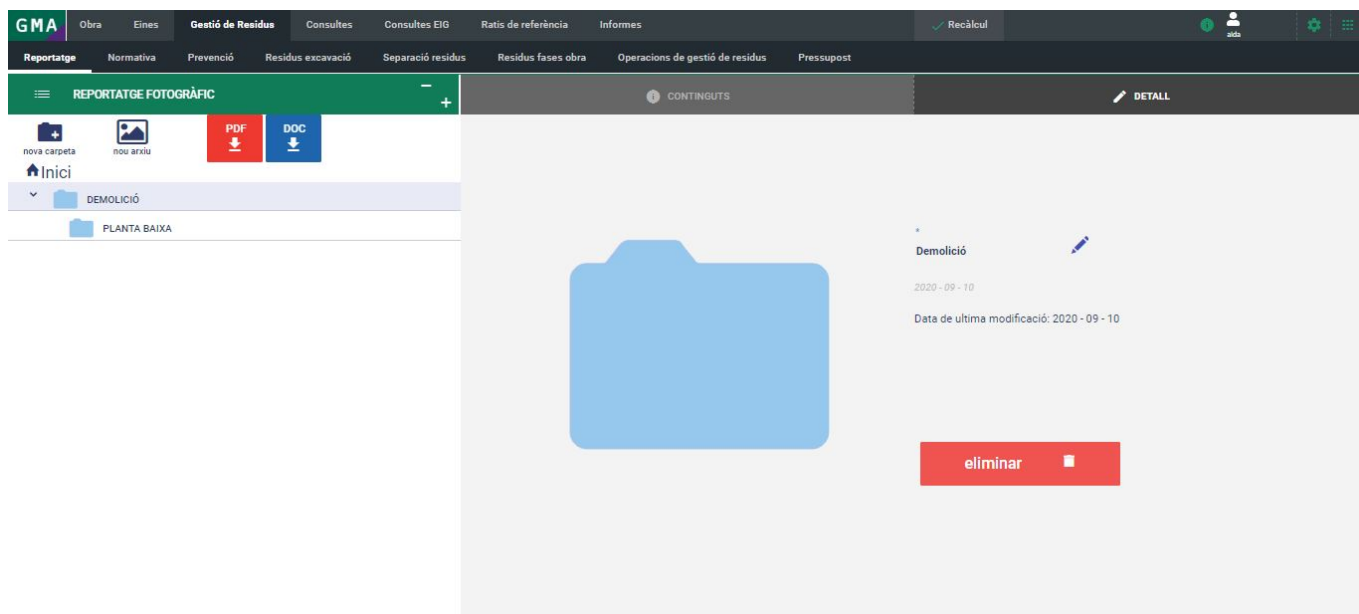 GMA Obra Eines Gestió de Residus Consultes Consultes EIG Ratis de referència Informes Recàlcul aida
Reportatge Normativa Prevenció Residus excavació Separació residus Residus fases obra Operacions de gestió de residus Pressupost
REPORTATGE FOTOGRÀFIC CONTINGUTS DETALL
PDF DOC
nova carpeta nou arxiu
Inici
DEMOLICIÓ
PLANTA BAIXA
Demolició
2020 - 09 - 10
Data de ultima modificació: 2020 - 09 - 10
eliminar